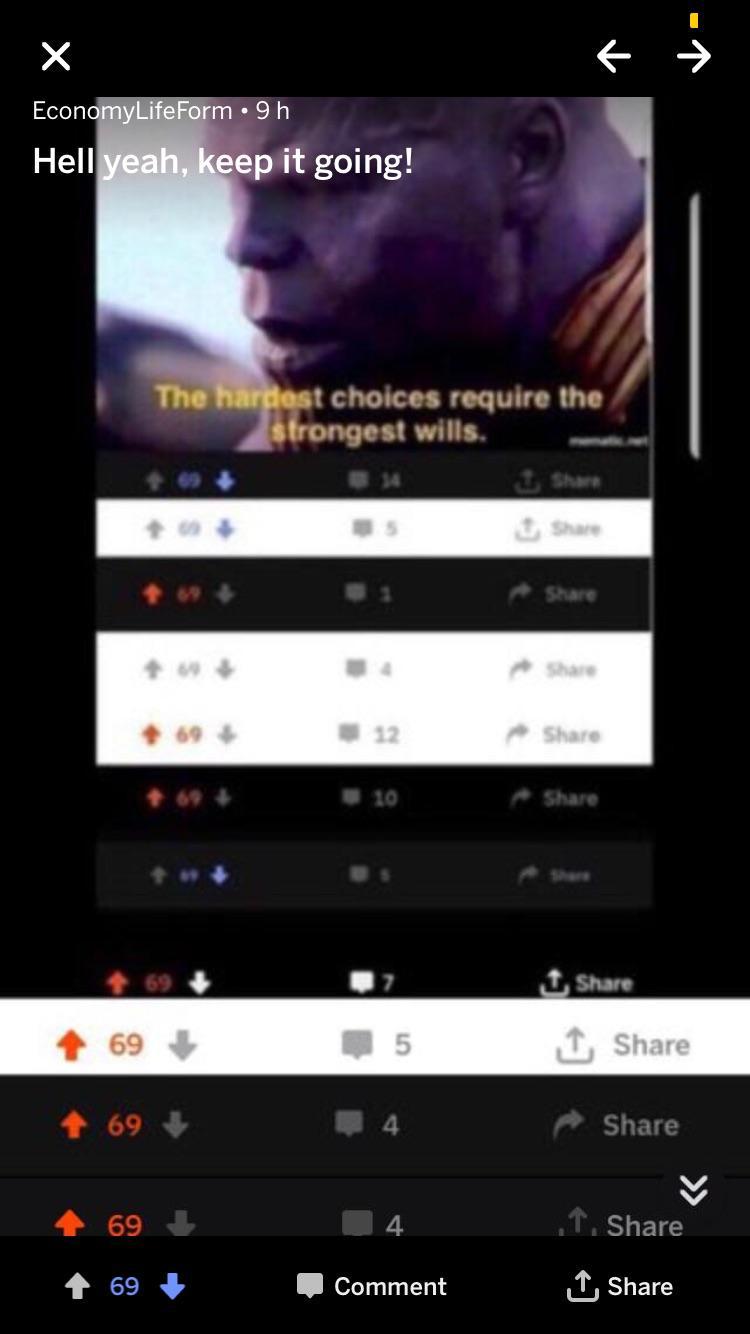 EconomyLifeForm • 9 h
Hell yeah, keep it going!
The hardest choices require the
strongest wills.
mematic.net
69 14 Share
69 5 Share
69 1 Share
69 4 Share
69 12 Share
69 10 Share
69 5 Share
69 7 Share
69 5 Share
69 4 Share
69 4 Share
69 Comment Share